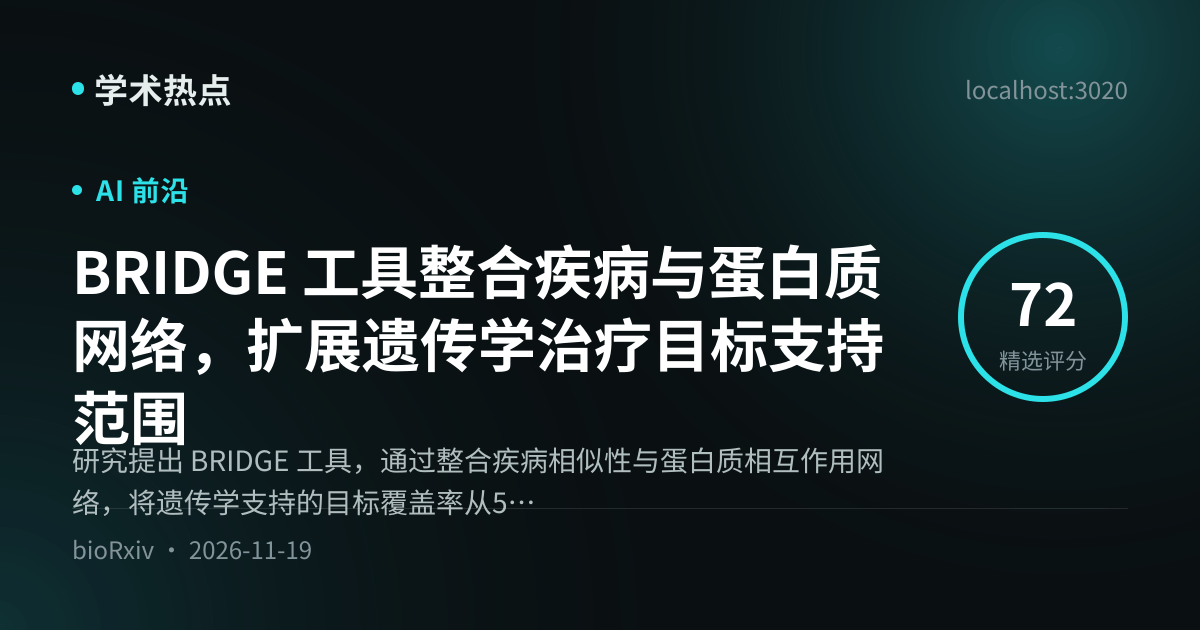 学术热点
localhost:3020
AI 前沿
BRIDGE 工具整合疾病与蛋白质
网络，扩展遗传学治疗目标支持
范围
72
精选评分
研究提出 BRIDGE 工具，通过整合疾病相似性与蛋白质相互作用网
络，将遗传学支持的目标覆盖率从5…
bioRxiv • 2026-11-19